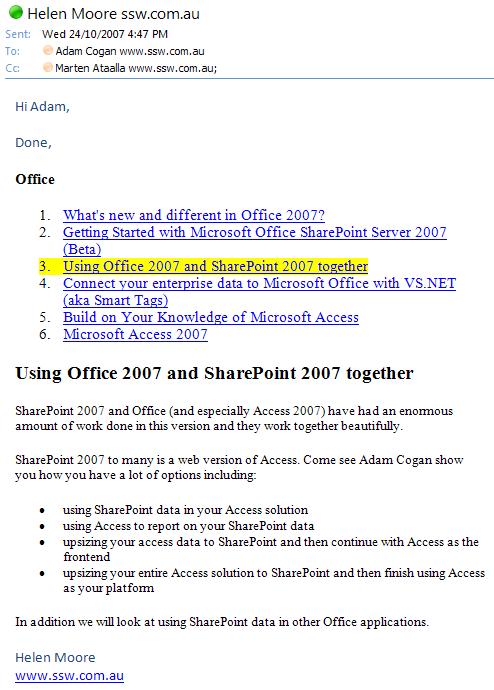 Helen Moore ssw.com.au
Sent: Wed 24/10/2007 4:47 PM
To: Adam Cogan www.ssw.com.au
Cc: Marten Ataalla www.ssw.com.au;
Hi Adam,
Done,
Office
1. What's new and different in Office 2007?
2. Getting Started with Microsoft Office SharePoint Server 2007
(Beta)
3. Using Office 2007 and SharePoint 2007 together
4. Connect your enterprise data to Microsoft Office with VS.NET
(aka Smart Tags)
5. Build on Your Knowledge of Microsoft Access
6. Microsoft Access 2007
Using Office 2007 and SharePoint 2007 together
SharePoint 2007 and Office (and especially Access 2007) have had an enormous
amount of work done in this version and they work together beautifully.
SharePoint 2007 to many is a web version of Access. Come see Adam Cogan show
you how you have a lot of options including:
• using SharePoint data in your Access solution
• using Access to report on your SharePoint data
• upsizing your access data to SharePoint and then continue with Access as the
frontend
• upsizing your entire Access solution to SharePoint and then finish using Access
as your platform
In addition we will look at using SharePoint data in other Office applications.
Helen Moore
www.ssw.com.au